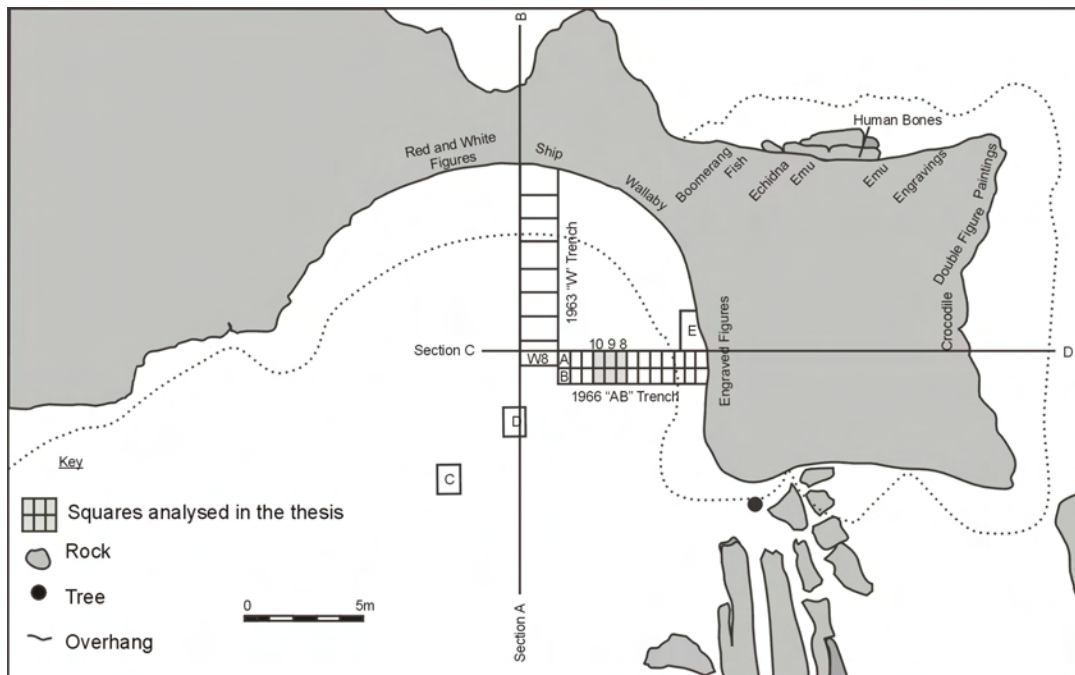 B
Human Bones
Red and White
Figures
Ship
Wallaby
Boomerang
Fish
Echidna
Emu
Emu
Engravings
Paintings
Double Figure
Crocodile
1963 "W" Trench
E
Engraved Figures
10 9 8
Section C
W8
A
D
B
1966 "AB" Trench
D
C
Key
Squares analysed in the thesis
Rock
Tree
Overhang
0 5m
Section A